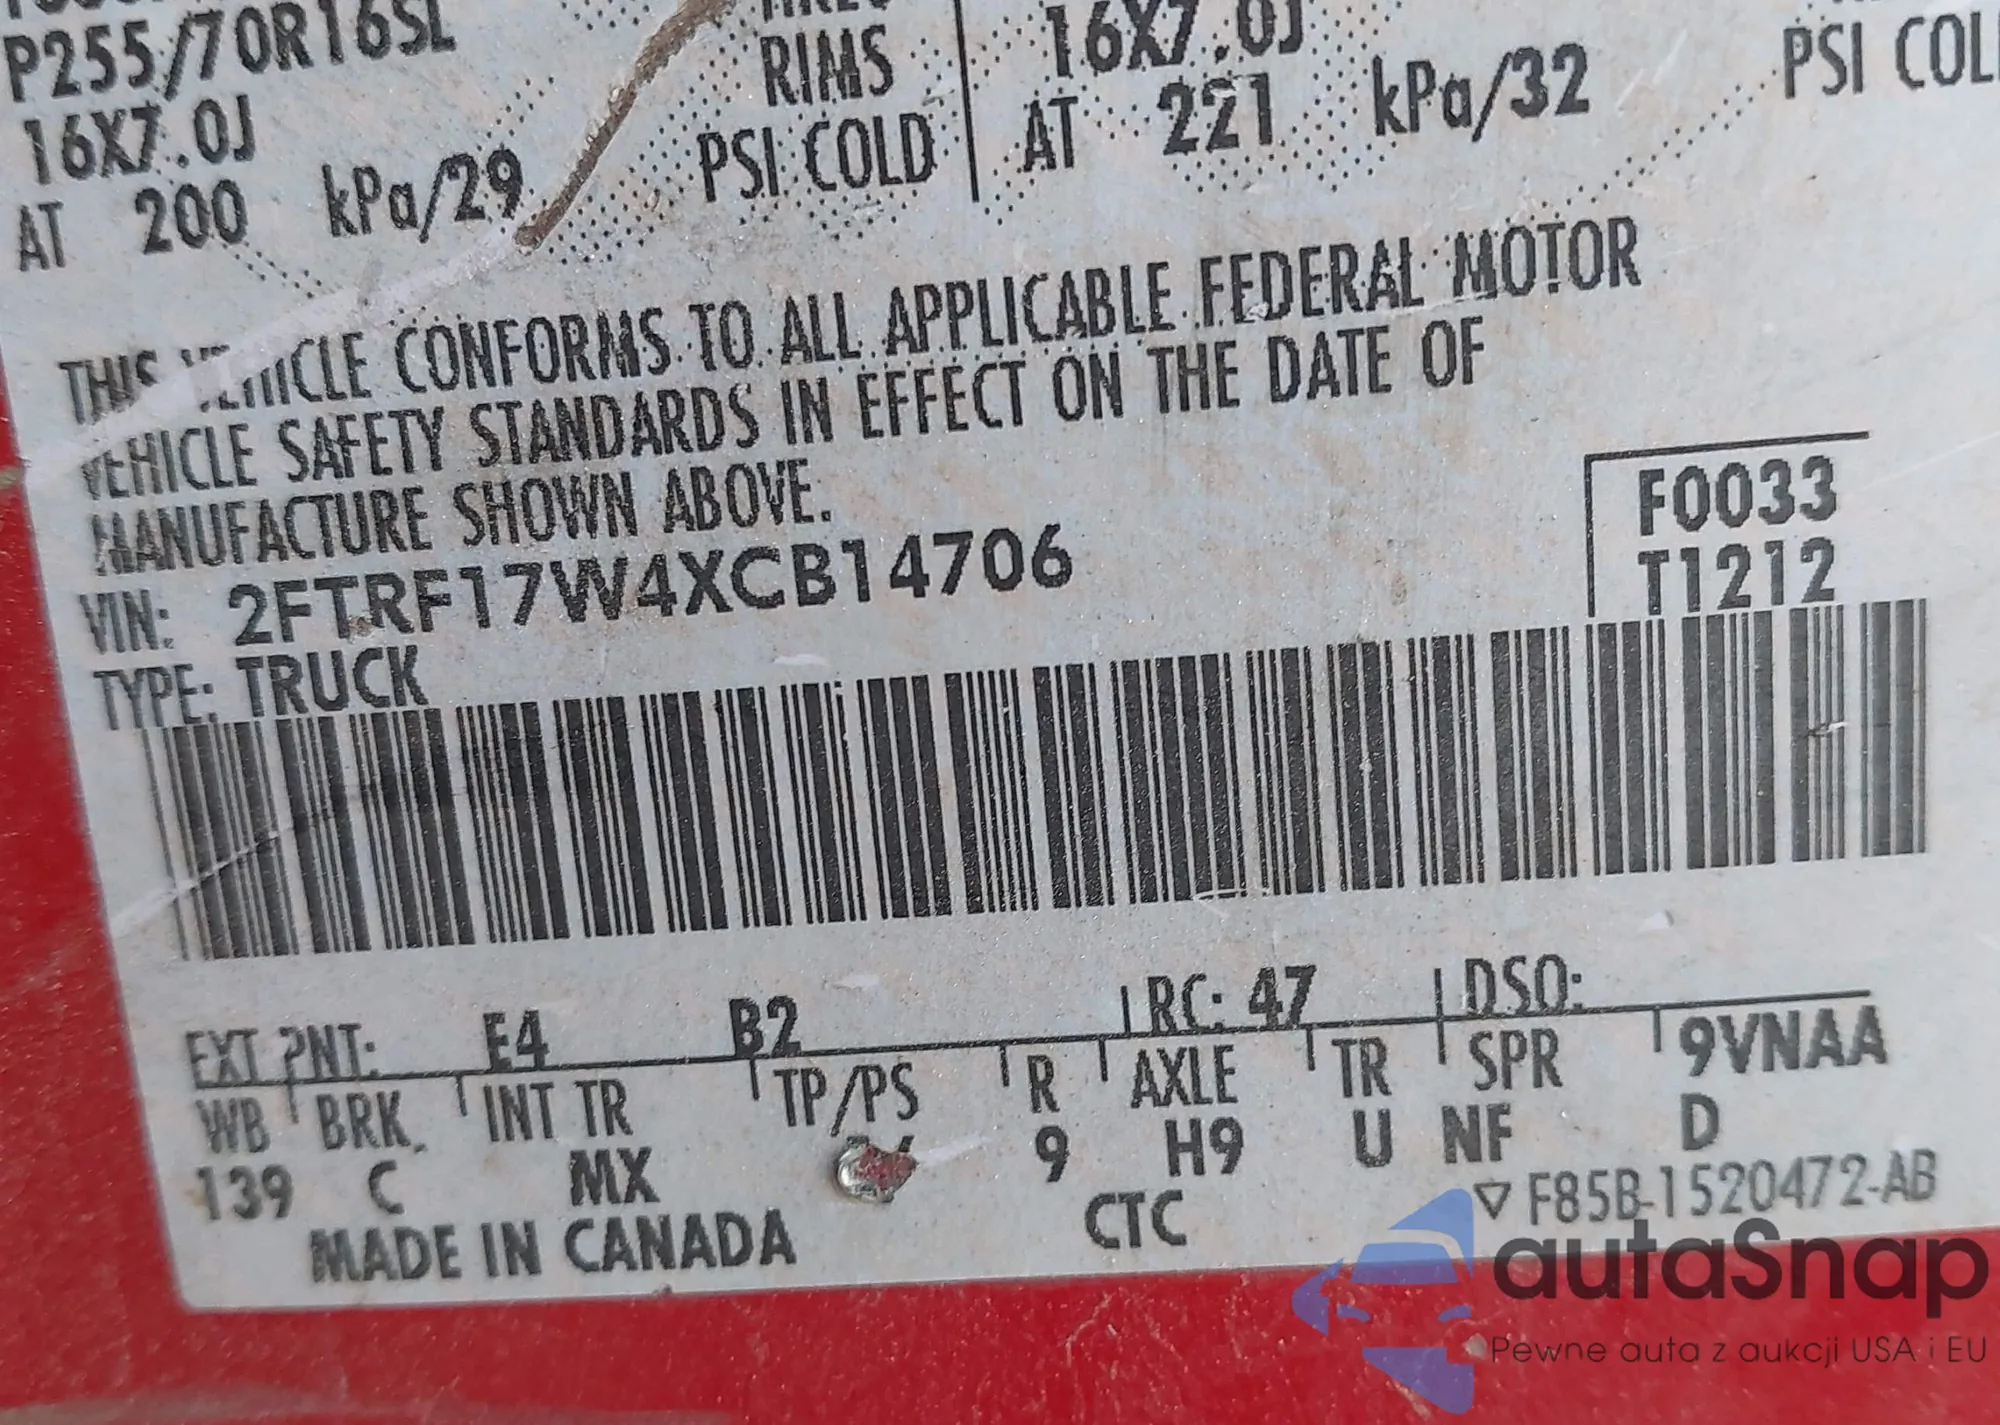 P255/70R16SL
RIMS
16X7.0J
16X7.0J
PSI COLD
AT 221 kPa/32
PSI COL
AT 200 kPa/29
THIS VEHICLE CONFORMS TO ALL APPLICABLE FEDERAL MOTOR
VEHICLE SAFETY STANDARDS IN EFFECT ON THE DATE OF
MANUFACTURE SHOWN ABOVE.
F0033
VIN: 2FTRF17W4XCB14706
T1212
TYPE: TRUCK
EXT PNT: E4 B2 RC: 47 DSO:
WB BRK. INT TR TP/PS R AXLE TR SPR 9VNAA
139 C MX 9 H9 U NF D
MADE IN CANADA CTC ▽ F85B-1520472-AB
autaSnap
Pewne auta z aukcji USA i EU